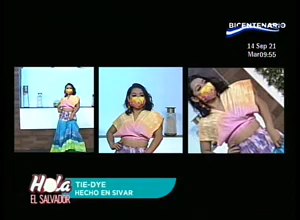 BICENTENARIO
14 Sep 21
Mar09:55
Hola
EL SALVADOR
TIE-DYE
HECHO EN SIVAR